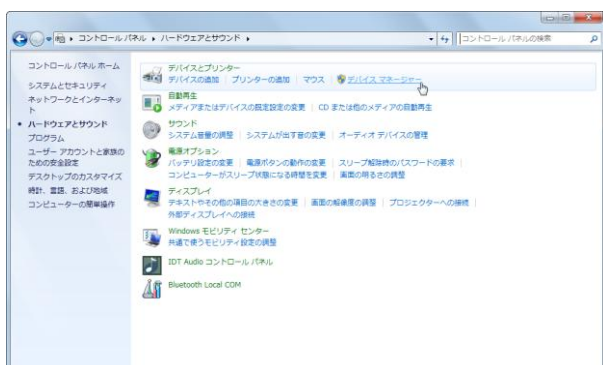 コントロール パネル ▸ ハードウェアとサウンド ▸
コントロール パネルの検索
コントロール パネル ホーム
システムとセキュリティ
ネットワークとインターネッ
ト
ハードウェアとサウンド
プログラム
ユーザー アカウントと家族の
ための安全設定
デスクトップのカスタマイズ
時計、言語、および地域
コンピューターの簡単操作
デバイスとプリンター
デバイスの追加 | プリンターの追加 | マウス | デバイス マネージャー
自動再生
メディアまたはデバイスの既定設定の変更 | CD または他のメディアの自動再生
サウンド
システム音量の調整 | システムが出す音の変更 | オーディオ デバイスの管理
電源オプション
バッテリ設定の変更 | 電源ボタンの動作の変更 | スリープ解除時のパスワードの要求 |
コンピューターがスリープ状態になる時間を変更 | 画面の明るさの調整
ディスプレイ
テキストやその他の項目の大きさの変更 | 画面の解像度の調整 | プロジェクターへの接続 |
外部ディスプレイへの接続
Windows モビリティ センター
共通で使うモビリティ設定の調整
IDT Audio コントロール パネル
Bluetooth Local COM